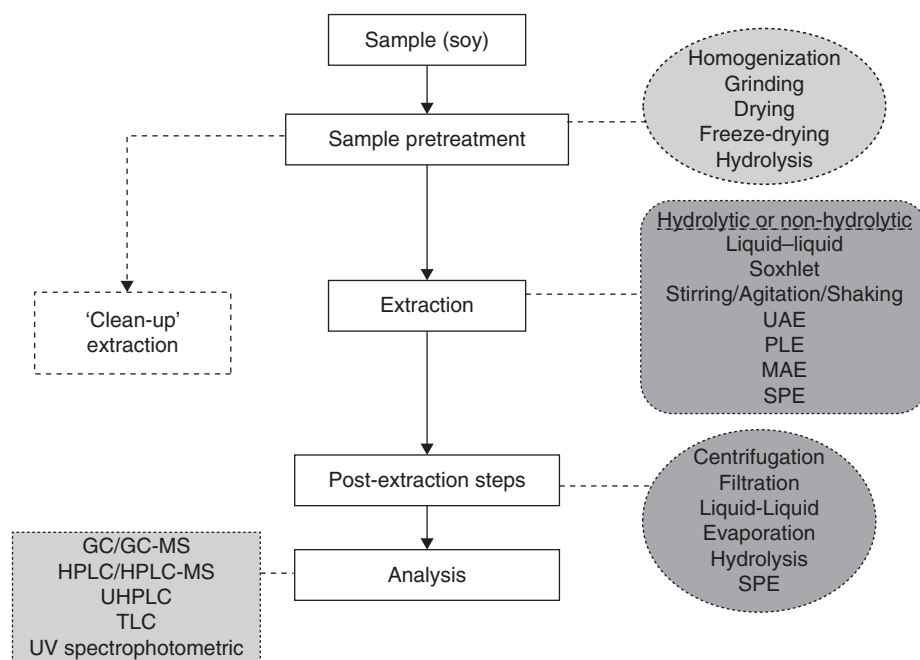 Sample (soy)
Homogenization
Grinding
Drying
Freeze-drying
Hydrolysis
Sample pretreatment
Hydrolytic or non-hydrolytic
Liquid–liquid
Soxhlet
Stirring/Agitation/Shaking
UAE
PLE
MAE
SPE
‘Clean-up’
extraction
Extraction
Centrifugation
Filtration
Liquid-Liquid
Evaporation
Hydrolysis
SPE
Post-extraction steps
GC/GC-MS
HPLC/HPLC-MS
UHPLC
TLC
UV spectrophotometric
Analysis